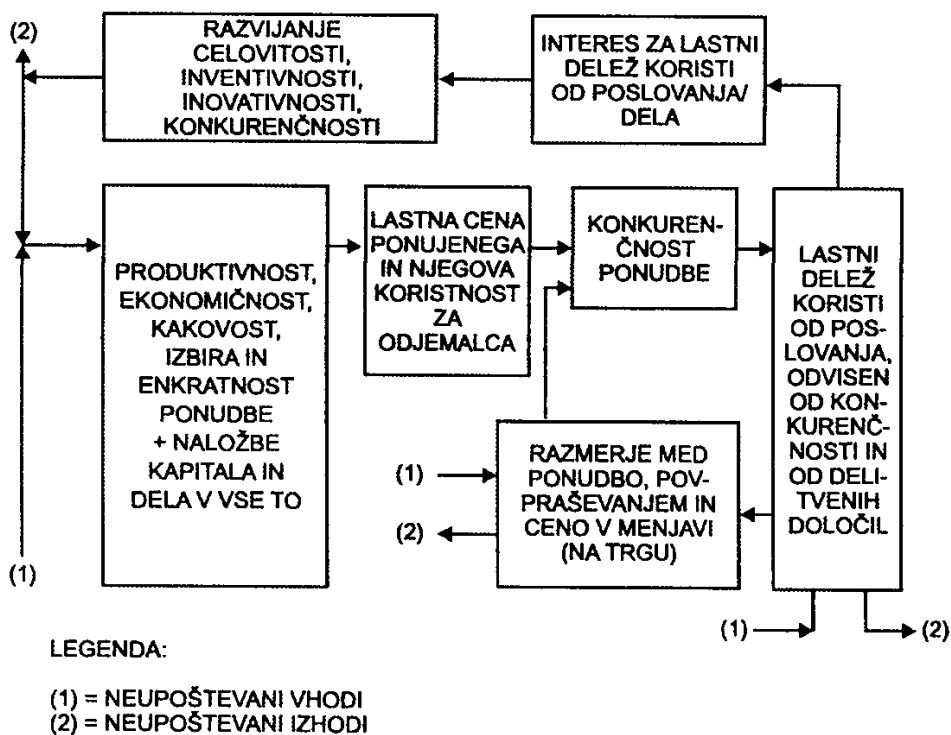 (2)
RAZVIJANJE
CELOVITOSTI,
INVENTIVNOSTI,
INOVATIVNOSTI,
KONKURENČNOSTI
INTERES ZA LASTNI
DELEŽ KORISTI
OD POSLOVANJA/
DELA
PRODUKTIVNOST,
EKONOMIČNOST,
KAKOVOST,
IZBIRA IN
ENKRATNOST
PONUDBE
+ NALOŽBE
KAPITALA IN
DELA V VSE TO
LASTNA CENA
PONUJENEGA
IN NJEGOVA
KORISTNOST
ZA
ODJEMALCA
KONKUREN-
ČNOST
PONUDBE
LASTNI
DELEŽ
KORISTI
OD POS-
LOVANJA,
ODVISEN
OD KON-
KURENČ-
NOSTI IN
OD DELI-
TVENIH
DOLOČIL
(1)
(2)
RAZMERJE MED
PONUDBO, POV-
PRAŠEVANJEM IN
CENO V MENJAVI
(NA TRGU)
(1)
(1)
(2)
LEGENDA:
(1) = NEUPOŠTEVANI VHODI
(2) = NEUPOŠTEVANI IZHODI